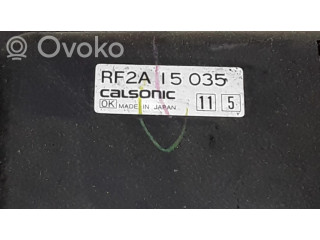 Ovoko
RF2A 15 035
calsonic
OK MADE IN JAPAN 11 5